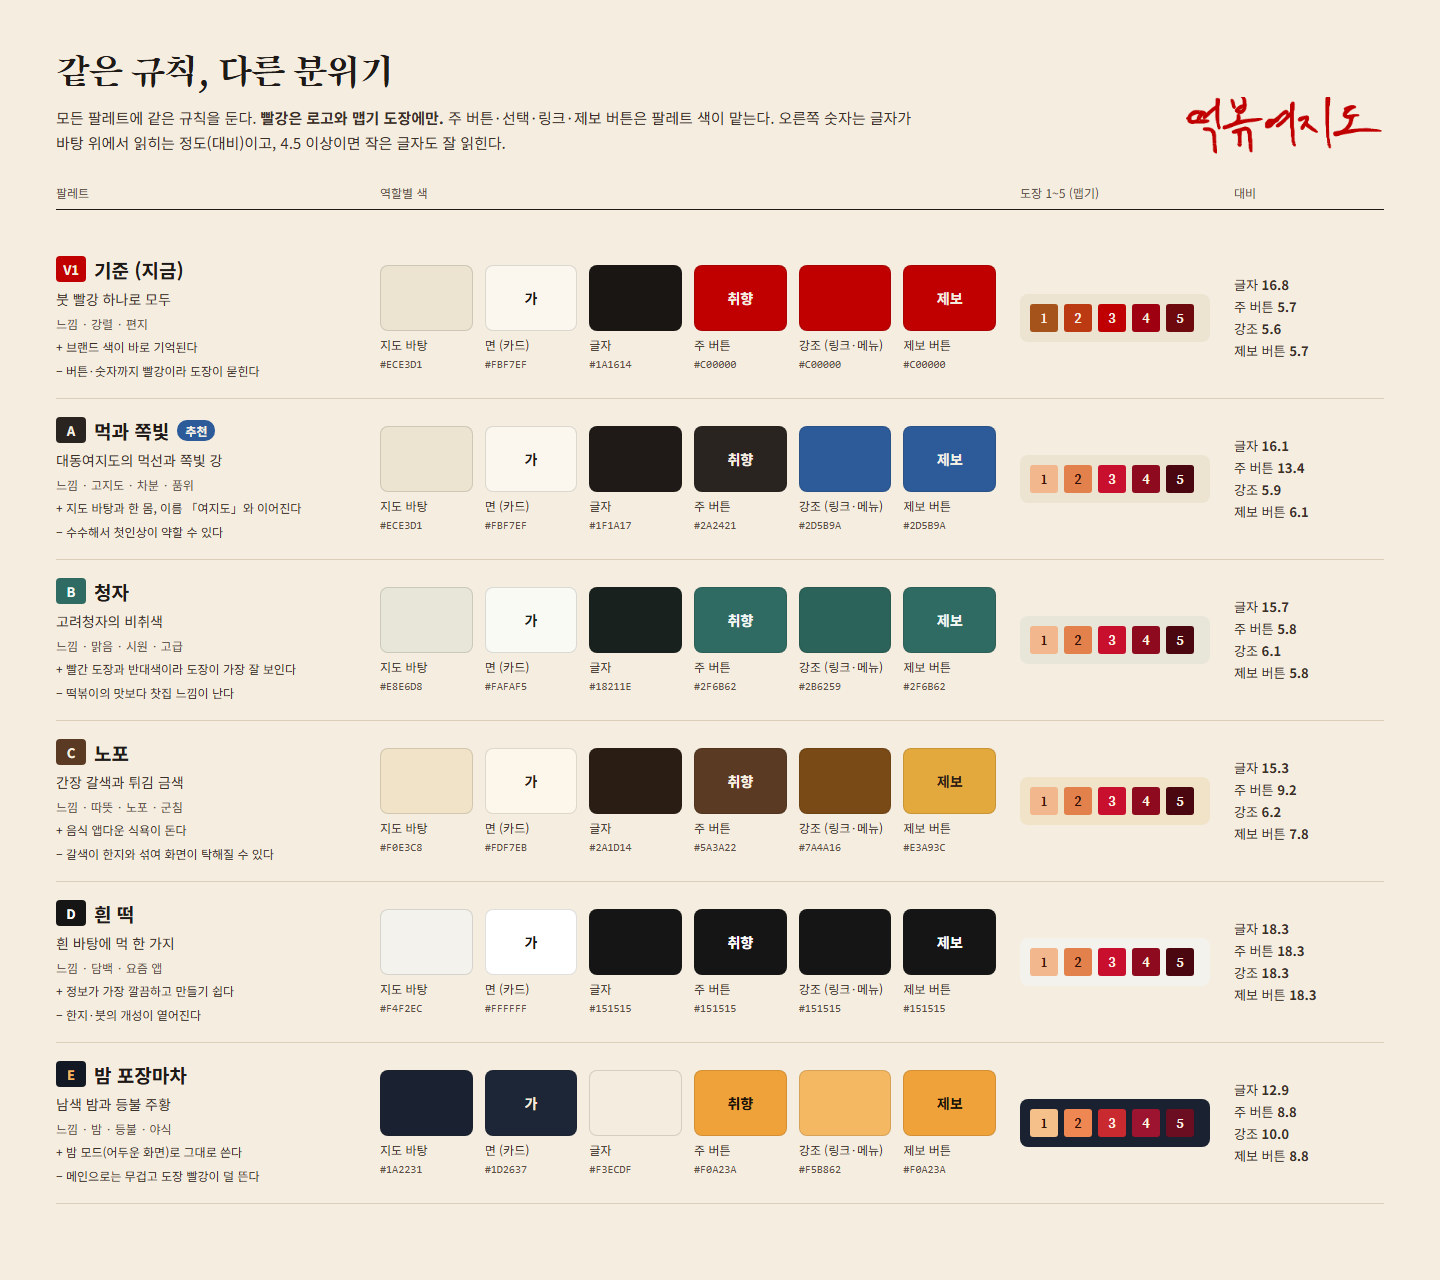 같은 규칙, 다른 분위기
모든 팔레트에 같은 규칙을 둔다. 빨강은 로고와 맵기 도장에만. 주 버튼·선택·링크·제보 버튼은 팔레트 색이 맡는다. 오른쪽 숫자는 글자가
바탕 위에서 읽히는 정도(대비)이고, 4.5 이상이면 작은 글자도 잘 읽힌다.
떡볶여지도
팔레트 역할별 색 도장 1~5 (맵기) 대비
V1 기준 (지금)
붓 빨강 하나로 모두
느낌 · 강렬 · 편지
+ 브랜드 색이 바로 기억된다
− 버튼·숫자까지 빨강이라 도장이 묻힌다
가 취향 제보
지도 바탕 면 (카드) 글자 주 버튼 강조 (링크·메뉴) 제보 버튼
#ECE3D1 #FBF7EF #1A1614 #C00000 #C00000 #C00000
1 2 3 4 5
글자 16.8
주 버튼 5.7
강조 5.6
제보 버튼 5.7
A 먹과 쪽빛 추천
대동여지도의 먹선과 쪽빛 강
느낌 · 고지도 · 차분 · 품위
+ 지도 바탕과 한 몸, 이름 「여지도」와 이어진다
− 수수해서 첫인상이 약할 수 있다
가 취향 제보
지도 바탕 면 (카드) 글자 주 버튼 강조 (링크·메뉴) 제보 버튼
#ECE3D1 #FBF7EF #1F1A17 #2A2421 #2D5B9A #2D5B9A
1 2 3 4 5
글자 16.1
주 버튼 13.4
강조 5.9
제보 버튼 6.1
B 청자
고려청자의 비취색
느낌 · 맑음 · 시원 · 고급
+ 빨간 도장과 반대색이라 도장이 가장 잘 보인다
− 떡볶이의 맛보다 찻집 느낌이 난다
가 취향 제보
지도 바탕 면 (카드) 글자 주 버튼 강조 (링크·메뉴) 제보 버튼
#E8E6D8 #FAFAF5 #18211E #2F6B62 #2B6259 #2F6B62
1 2 3 4 5
글자 15.7
주 버튼 5.8
강조 6.1
제보 버튼 5.8
C 노포
간장 갈색과 튀김 금색
느낌 · 따뜻 · 노포 · 군침
+ 음식 앱다운 식욕이 돈다
− 갈색이 한지와 섞여 화면이 탁해질 수 있다
가 취향 제보
지도 바탕 면 (카드) 글자 주 버튼 강조 (링크·메뉴) 제보 버튼
#F0E3C8 #FDF7EB #2A1D14 #5A3A22 #7A4A16 #E3A93C
1 2 3 4 5
글자 15.3
주 버튼 9.2
강조 6.2
제보 버튼 7.8
D 흰 떡
흰 바탕에 먹 한 가지
느낌 · 담백 · 요즘 앱
+ 정보가 가장 깔끔하고 만들기 쉽다
− 한지·붓의 개성이 옅어진다
가 취향 제보
지도 바탕 면 (카드) 글자 주 버튼 강조 (링크·메뉴) 제보 버튼
#F4F2EC #FFFFFF #151515 #151515 #151515 #151515
1 2 3 4 5
글자 18.3
주 버튼 18.3
강조 18.3
제보 버튼 18.3
E 밤 포장마차
남색 밤과 등불 주황
느낌 · 밤 · 등불 · 야식
+ 밤 모드(어두운 화면)로 그대로 쓴다
− 메인으로는 무겁고 도장 빨강이 덜 뜬다
가 취향 제보
지도 바탕 면 (카드) 글자 주 버튼 강조 (링크·메뉴) 제보 버튼
#1A2231 #1D2637 #F3ECDF #F0A23A #F5B862 #F0A23A
1 2 3 4 5
글자 12.9
주 버튼 8.8
강조 10.0
제보 버튼 8.8